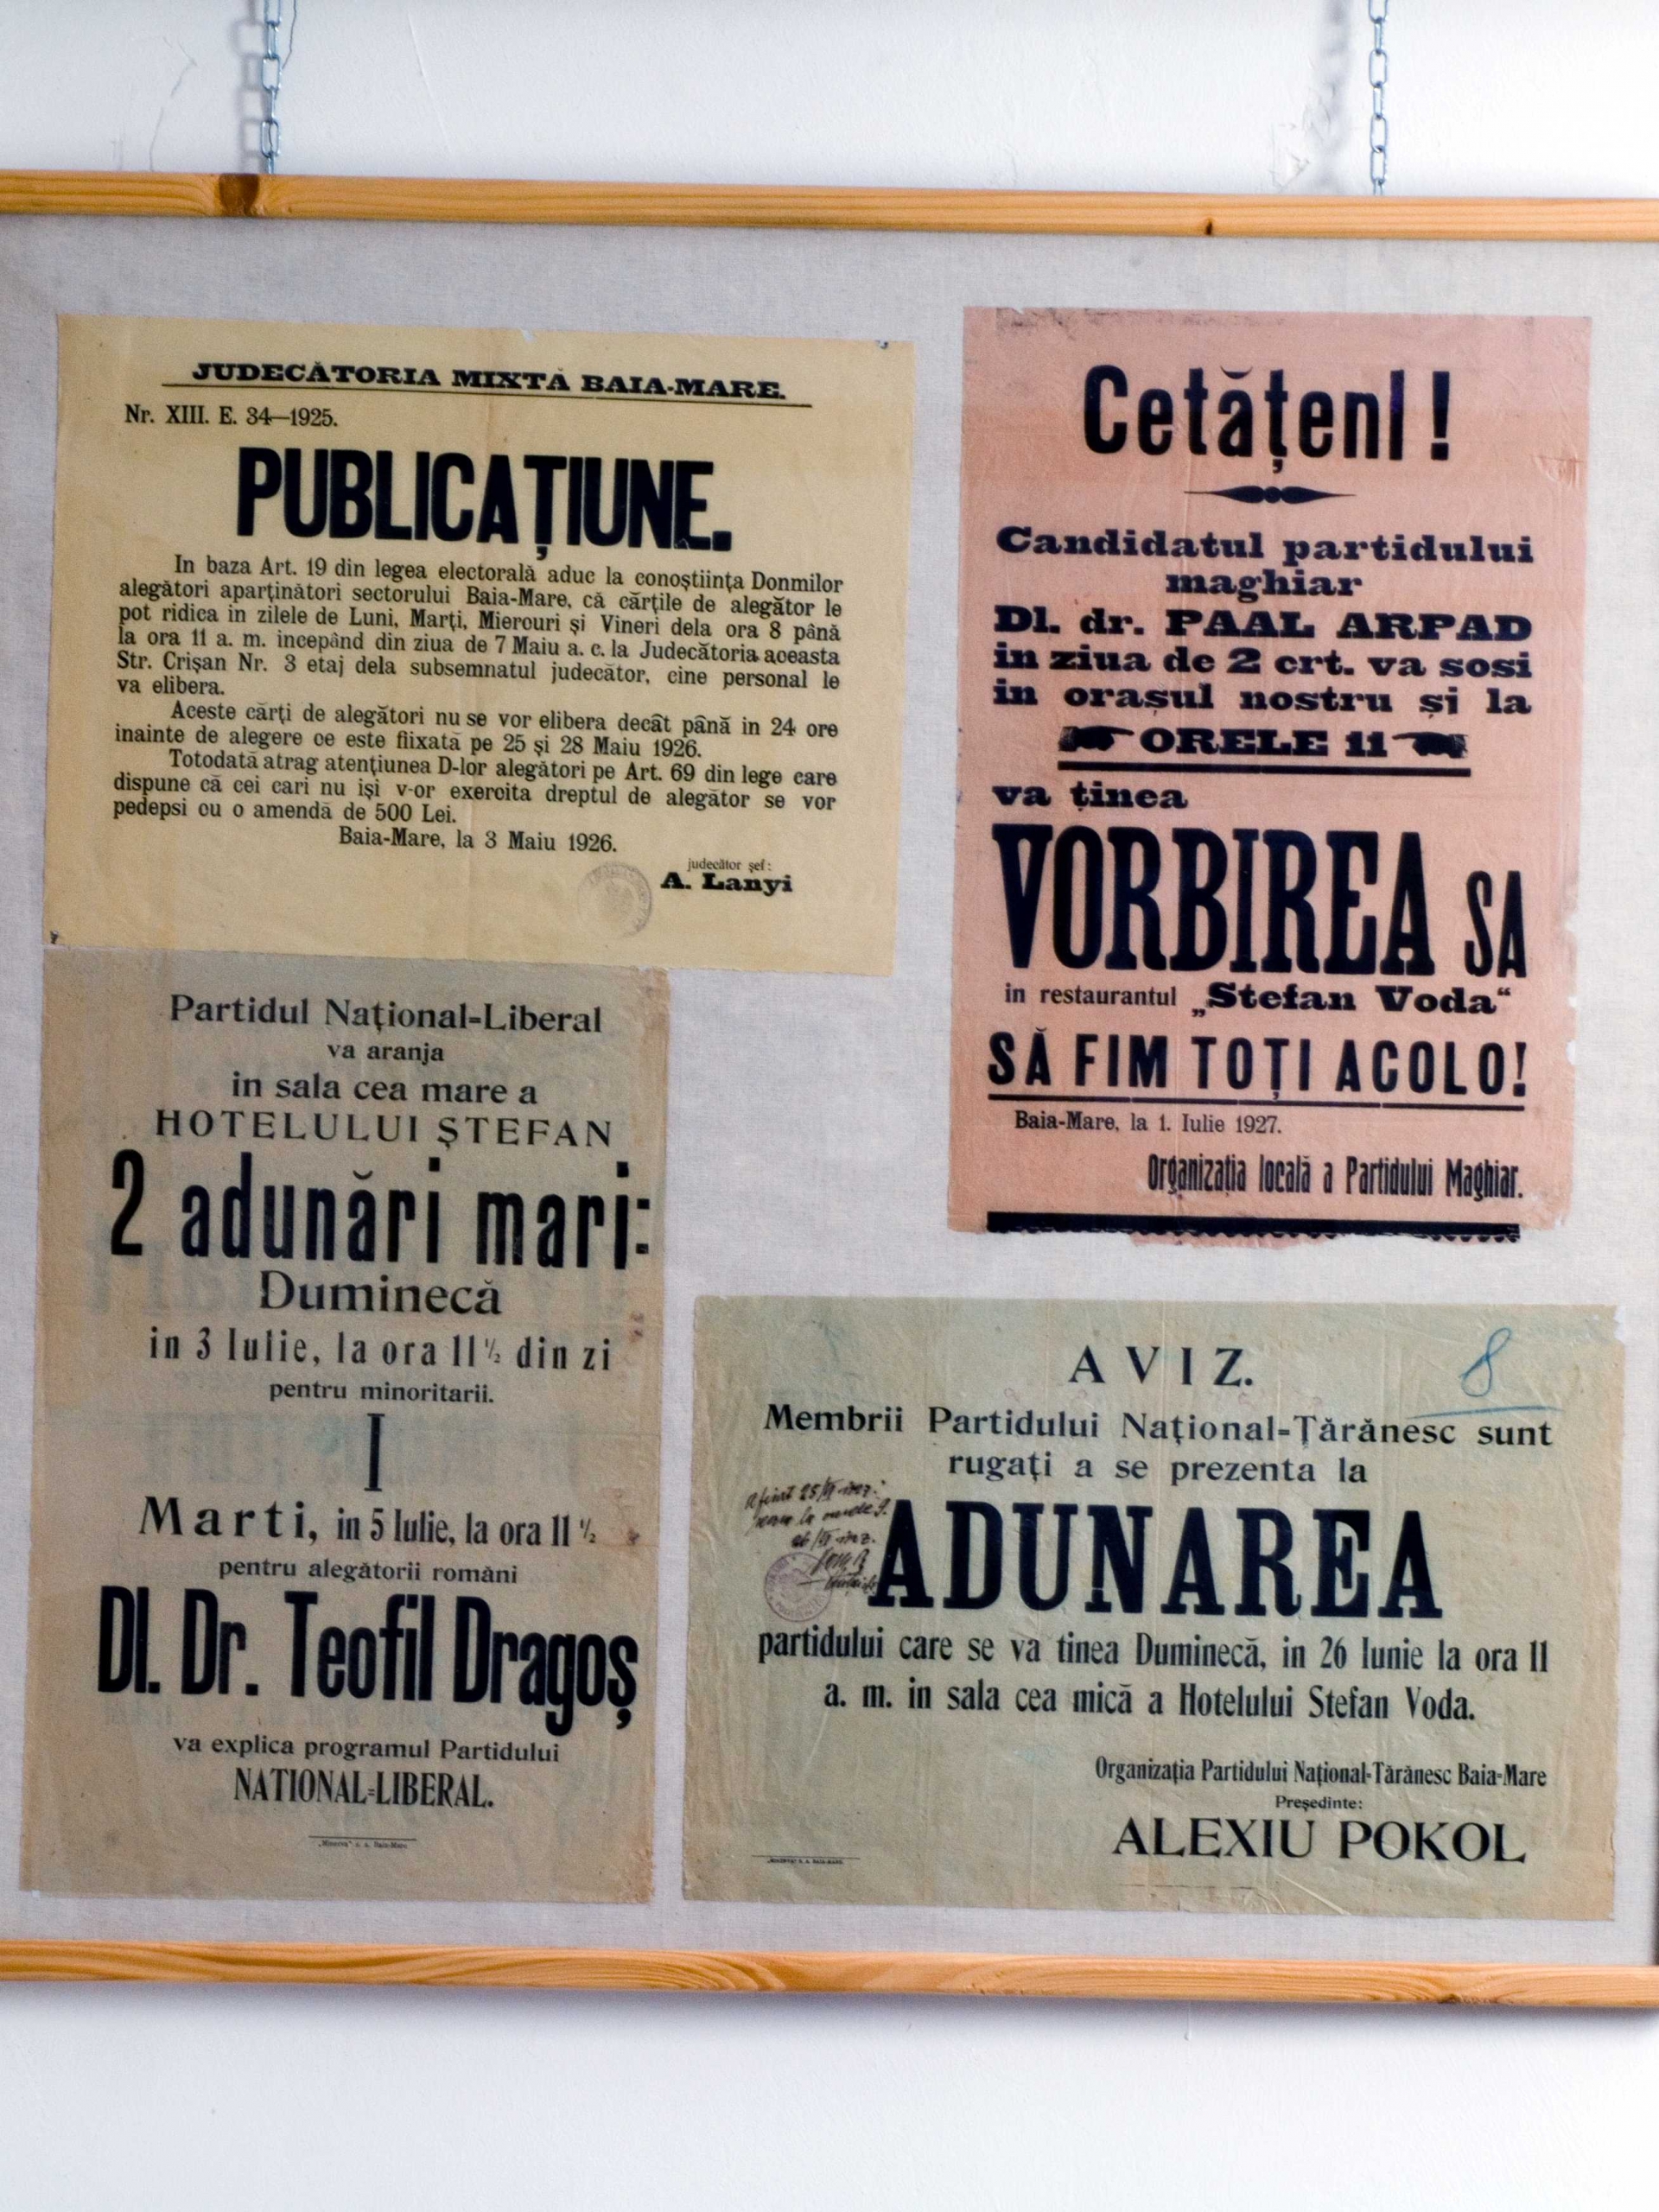 JUDECĂTORIA MIXTĂ BAIA-MARE.
Nr. XIII. E. 34—1925.
PUBLICAȚIUNE.
In baza Art. 19 din legea electorală aduc la conoștiința Donmilor
alegători aparținători sectorului Baia-Mare, că cărțile de alegător le
pot ridica in zilele de Luni, Marți, Miercuri și Vineri dela ora 8 până
la ora 11 a. m. incepând din ziua de 7 Maiu a. c. la Judecătoria aceasta
Str. Crișan Nr. 3 etaj dela subsemnatul judecător, cine personal le
va elibera.
Aceste cărți de alegători nu se vor elibera decât până in 24 ore
inainte de alegere ce este fiixată pe 25 și 28 Maiu 1926.
Totodată atrag atențiunea D-lor alegători pe Art. 69 din lege care
dispune că cei cari nu iși v-or exercita dreptul de alegător se vor
pedepsi cu o amendă de 500 Lei.
Baia-Mare, la 3 Maiu 1926.
judecător șef:
A. Lanyi
Cetățenl !
Candidatul partidului
maghiar
Dl. dr. PAAL ARPAD
in ziua de 2 crt. va sosi
in orașul nostru și la
ORELE 11
va ținea
VORBIREA SA
in restaurantul „Stefan Voda“
SĂ FIM TOȚI ACOLO!
Baia-Mare, la 1. Iulie 1927.
Organizația locală a Partidului Maghiar.
Partidul Național-Liberal
va aranja
in sala cea mare a
HOTELULUI ȘTEFAN
2 adunări mari:
Duminecă
in 3 Iulie, la ora 11 ½ din zi
pentru minoritarii.
I
Marti, in 5 Iulie, la ora 11 ½
pentru alegătorii români
Dl. Dr. Teofil Dragoș
va explica programul Partidului
NATIONAL-LIBERAL.
„Minerva“ s. a. Baia-Mare
8
AVIZ.
Membrii Partidului Național-Țărănesc sunt
rugați a se prezenta la
ADUNAREA
partidului care se va tinea Duminecă, in 26 Iunie la ora 11
a. m. in sala cea mică a Hotelului Stefan Voda.
Organizația Partidului Național-Tărănesc Baia-Mare
Președinte:
ALEXIU POKOL
„MINERVA“ S. A. BAIA-MARE.